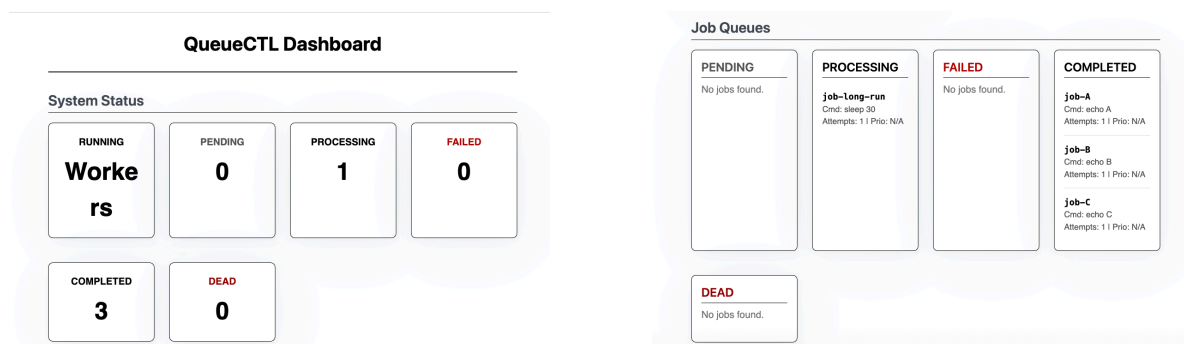 QueueCTL Dashboard
System Status
RUNNING
Worke
rs
PENDING
0
PROCESSING
1
FAILED
0
COMPLETED
3
DEAD
0
Job Queues
PENDING
No jobs found.
PROCESSING
job-long-run
Cmd: sleep 30
Attempts: 1 | Prio: N/A
FAILED
No jobs found.
COMPLETED
job-A
Cmd: echo A
Attempts: 1 | Prio: N/A
job-B
Cmd: echo B
Attempts: 1 | Prio: N/A
job-C
Cmd: echo C
Attempts: 1 | Prio: N/A
DEAD
No jobs found.